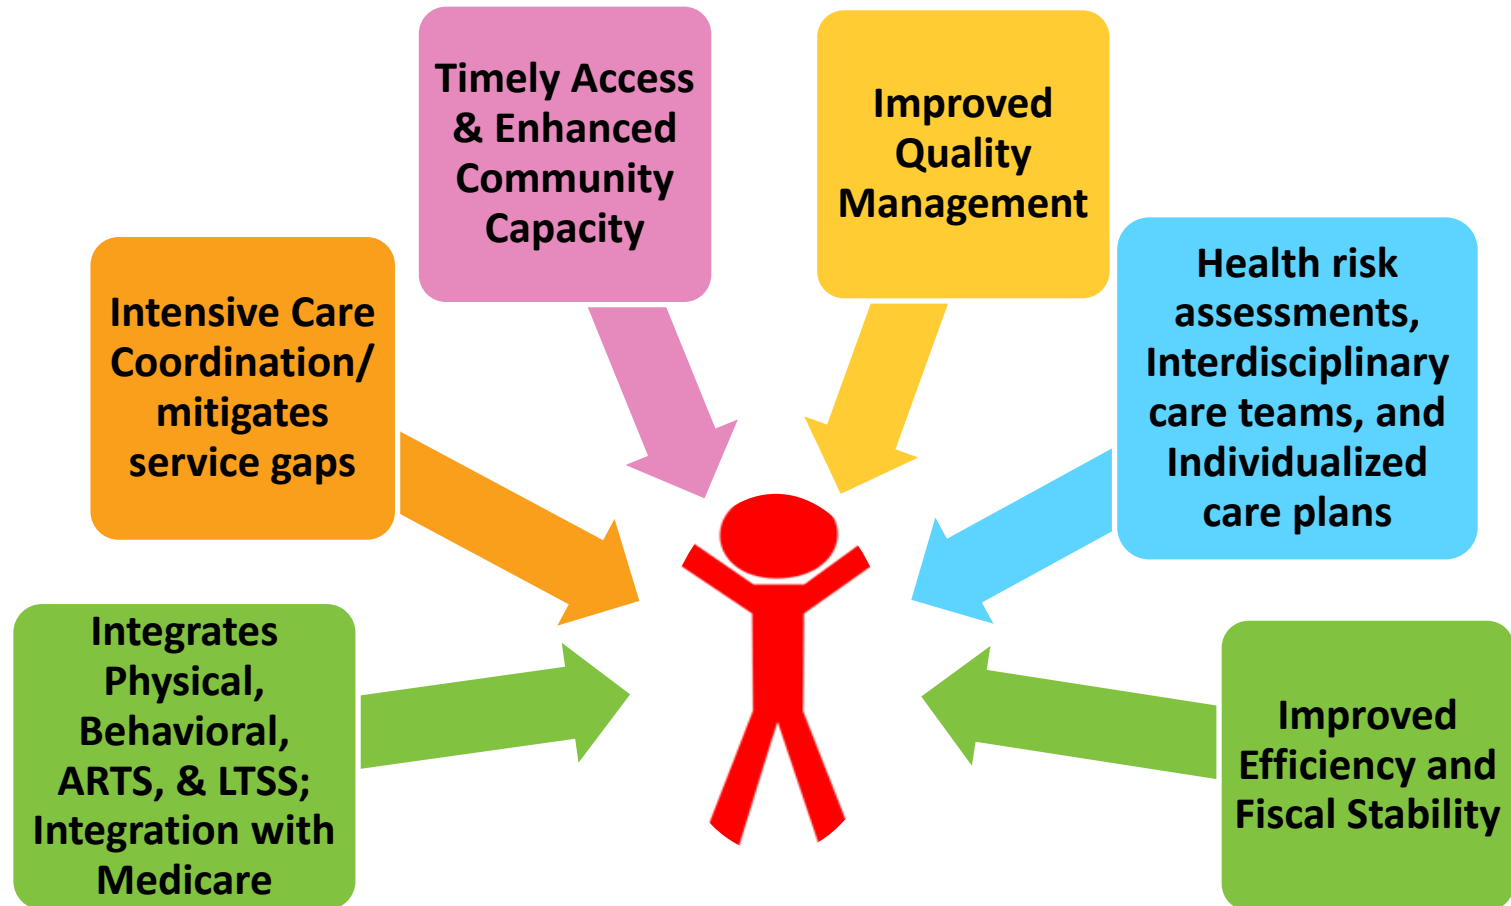 Timely Access
& Enhanced
Community
Capacity
Improved
Quality
Management
Intensive Care
Coordination/
mitigates
service gaps
Health risk
assessments,
Interdisciplinary
care teams, and
Individualized
care plans
Integrates
Physical,
Behavioral,
ARTS, & LTSS;
Integration with
Medicare
Improved
Efficiency and
Fiscal Stability